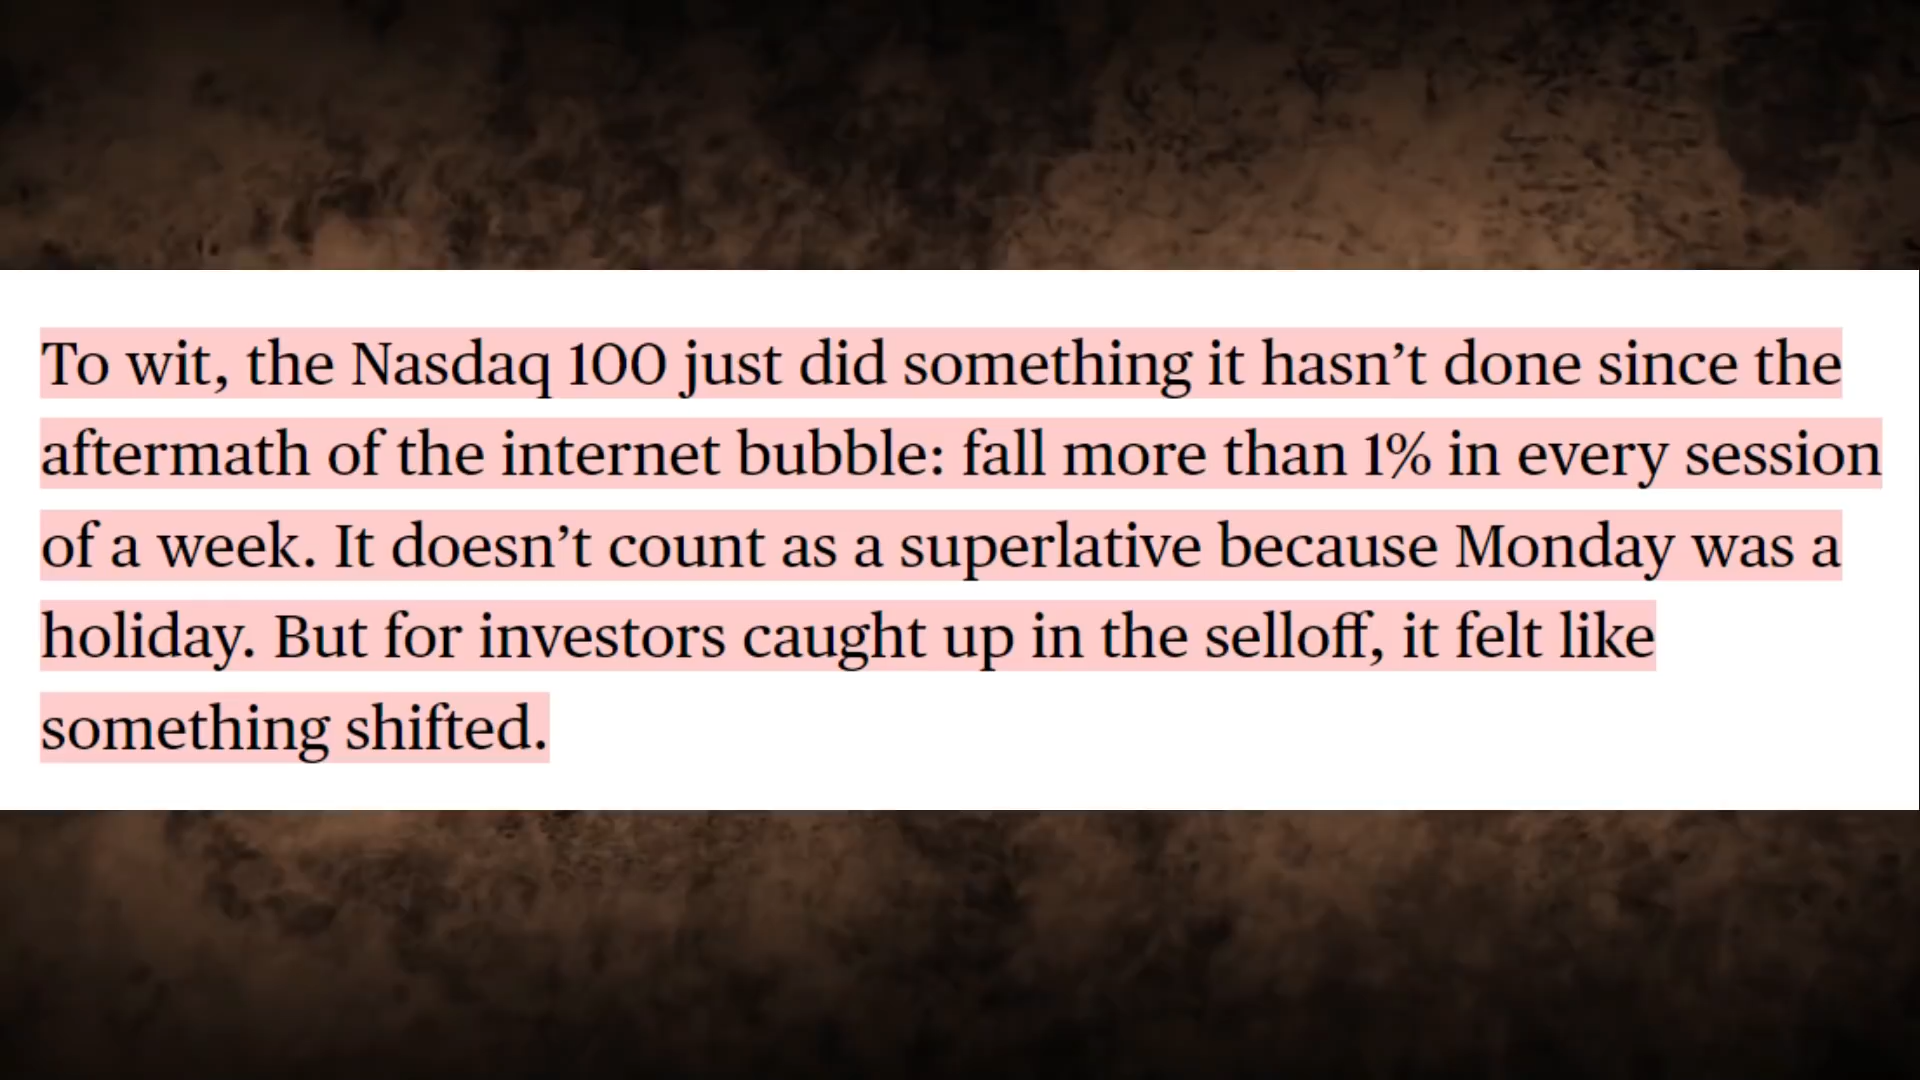 To wit, the Nasdaq 100 just did something it hasn’t done since the
aftermath of the internet bubble: fall more than 1% in every session
of a week. It doesn’t count as a superlative because Monday was a
holiday. But for investors caught up in the selloff, it felt like
something shifted.